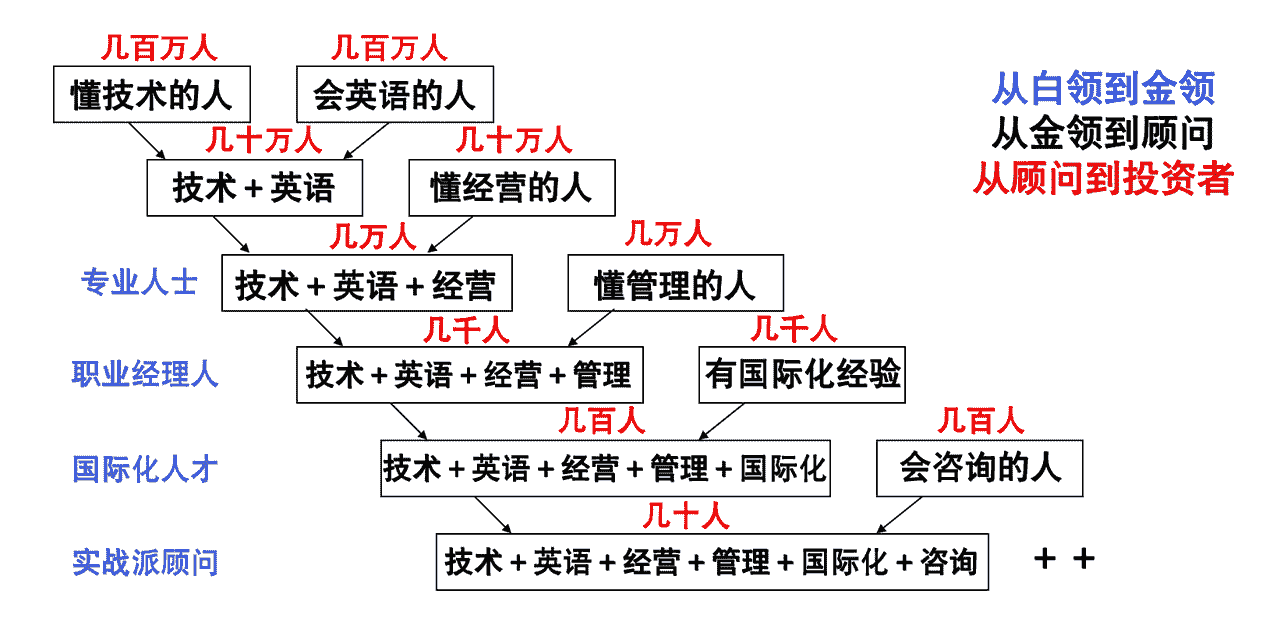 几百万人 几百万人
懂技术的人 会英语的人
从白领到金领
从金领到顾问
从顾问到投资者
几十万人 几十万人
技术+英语 懂经营的人
几万人 几万人
专业人士 技术+英语+经营 懂管理的人
几千人 几千人
职业经理人 技术+英语+经营+管理 有国际化经验
几百人 几百人
国际化人才 技术+英语+经营+管理+国际化 会咨询的人
几十人
实战派顾问 技术+英语+经营+管理+国际化+咨询 ++